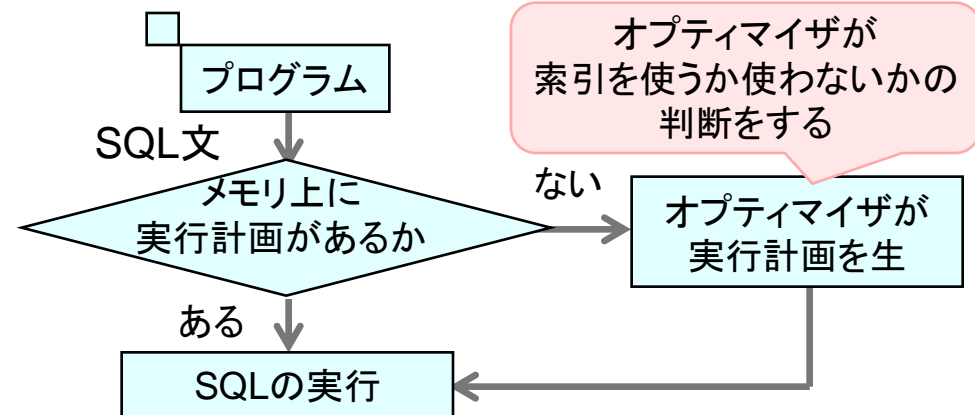 オプティマイザが
索引を使うか使わないかの
判断をする
プログラム
SQL文
メモリ上に
実行計画があるか
ない
オプティマイザが
実行計画を生
ある
SQLの実行